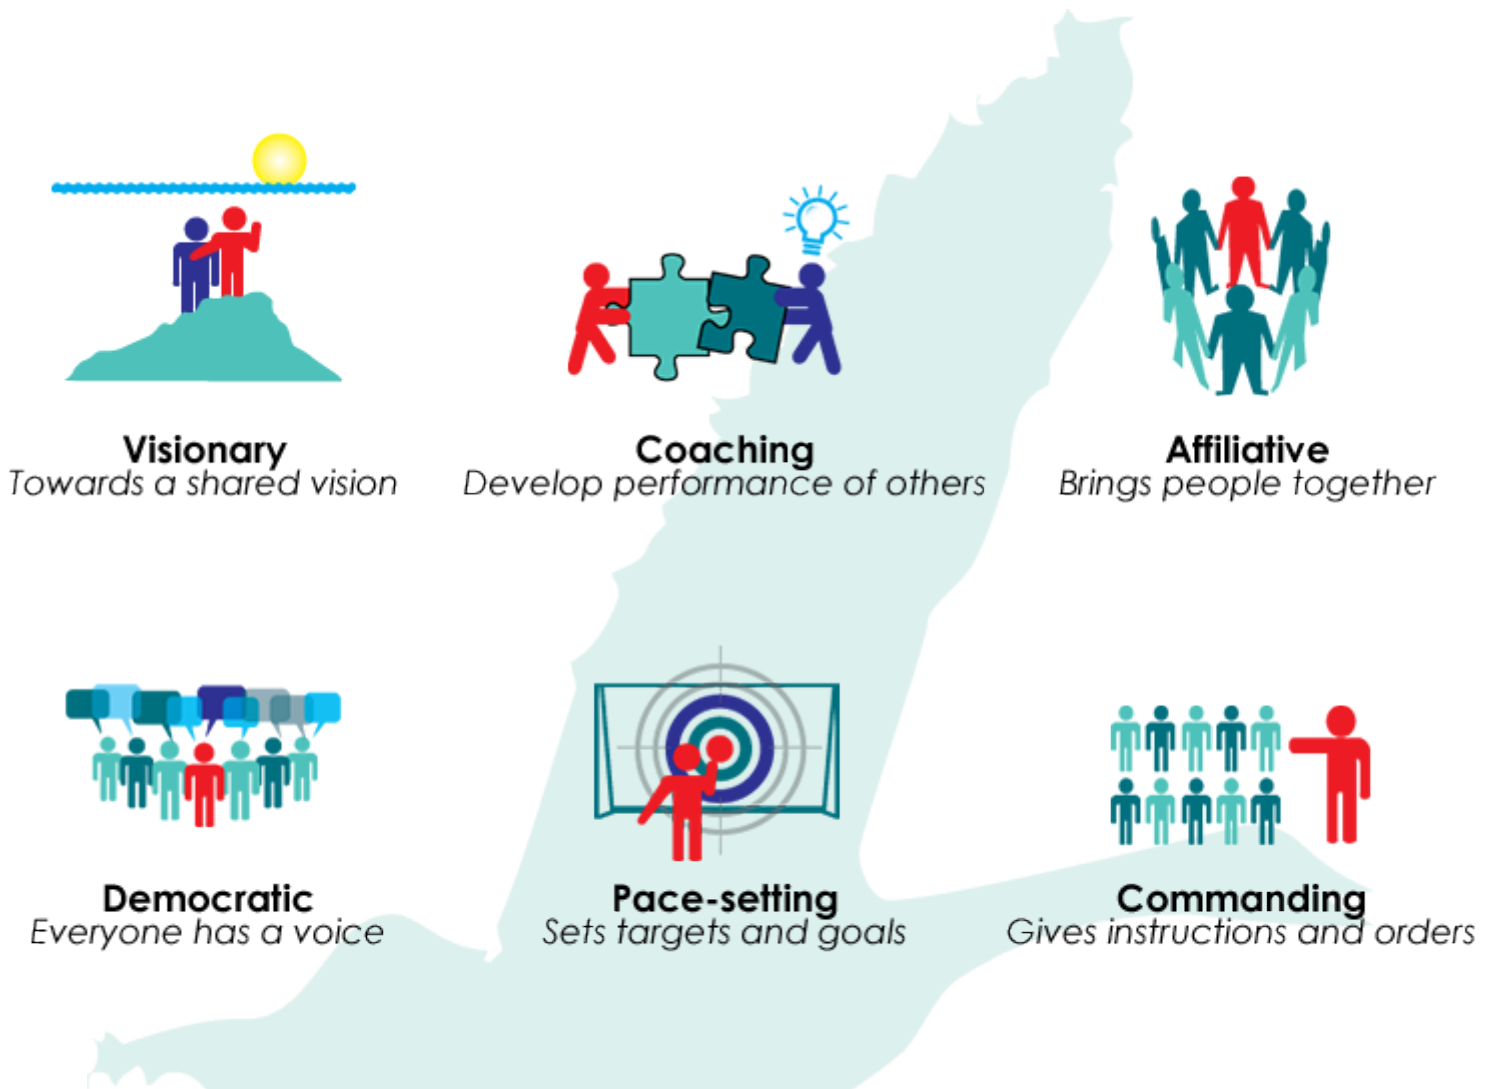 Visionary
Towards a shared vision
Coaching
Develop performance of others
Affiliative
Brings people together
Democratic
Everyone has a voice
Pace-setting
Sets targets and goals
Commanding
Gives instructions and orders